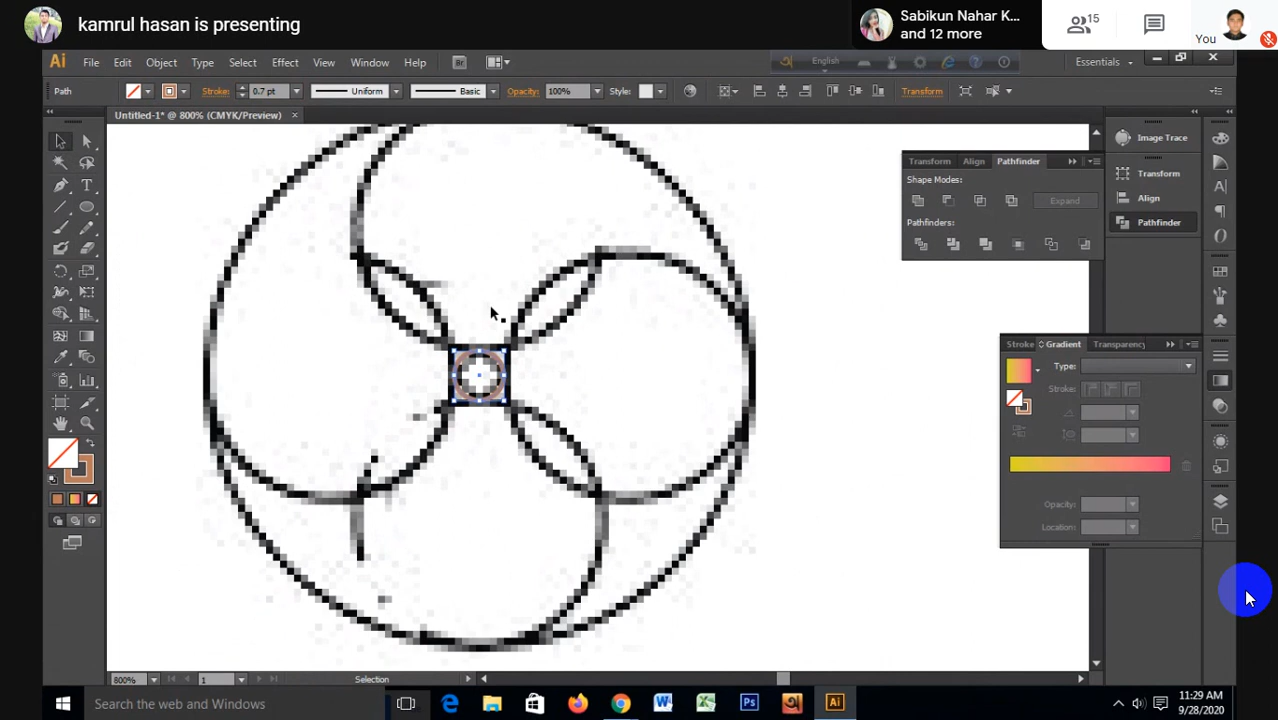 kamrul hasan is presenting
Sabikun Nahar K...
and 12 more
15
You
Ai File Edit Object Type Select Effect View Window Help Br
English
Essentials
Path Stroke: 0.7 pt Uniform Basic Opacity: 100% Style: Transform
Untitled-1* @ 800% (CMYK/Preview) ×
Image Trace
Transform Align Pathfinder
Shape Modes:
Expand
Pathfinders:
Transform
Align
Pathfinder
Stroke Gradient Transparency
Type:
Stroke:
Opacity:
Location:
800% 1 Selection
Search the web and Windows
11:29 AM
9/28/2020